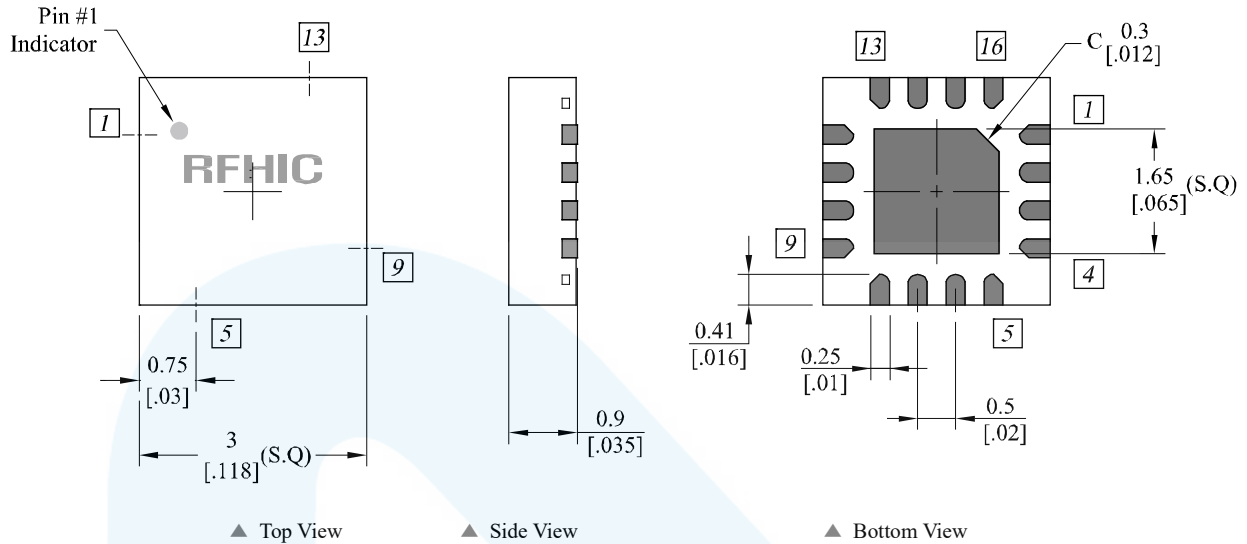 Pin #1
Indicator
13
1
RFHIC
9
5
0.75
[.03]
3
[.118]
(S.Q)
0.9
[.035]
13
16
C
0.3
[.012]
1
1.65
[.065]
(S.Q)
9
4
5
0.41
[.016]
0.25
[.01]
0.5
[.02]
▲ Top View
▲ Side View
▲ Bottom View